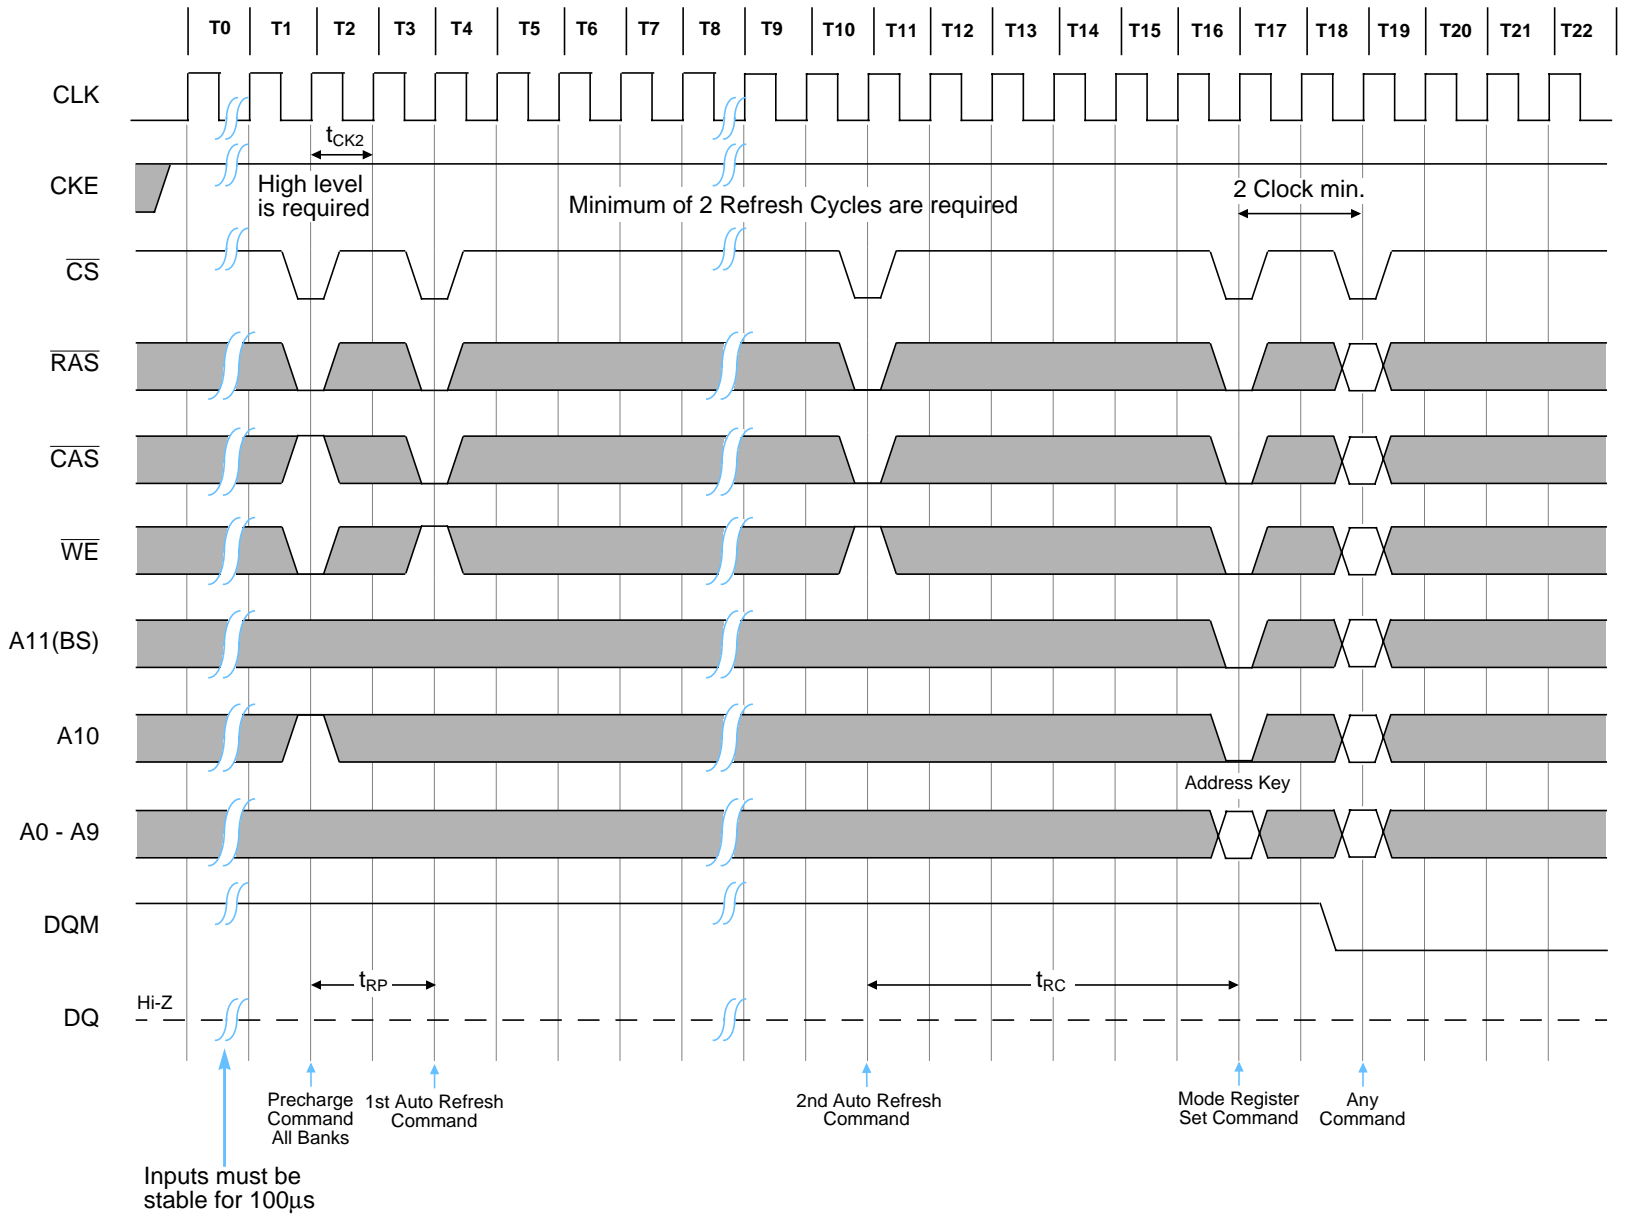 T0 T1 T2 T3 T4 T5 T6 T7 T8 T9 T10 T11 T12 T13 T14 T15 T16 T17 T18 T19 T20 T21 T22
CLK
tCK2
CKE
High level
is required
Minimum of 2 Refresh Cycles are required
2 Clock min.
CS
RAS
CAS
WE
A11(BS)
A10
Address Key
A0 - A9
DQM
tRP
tRC
Hi-Z
DQ
Precharge
Command
All Banks
1st Auto Refresh
Command
2nd Auto Refresh
Command
Mode Register
Set Command
Any
Command
Inputs must be
stable for 100μs